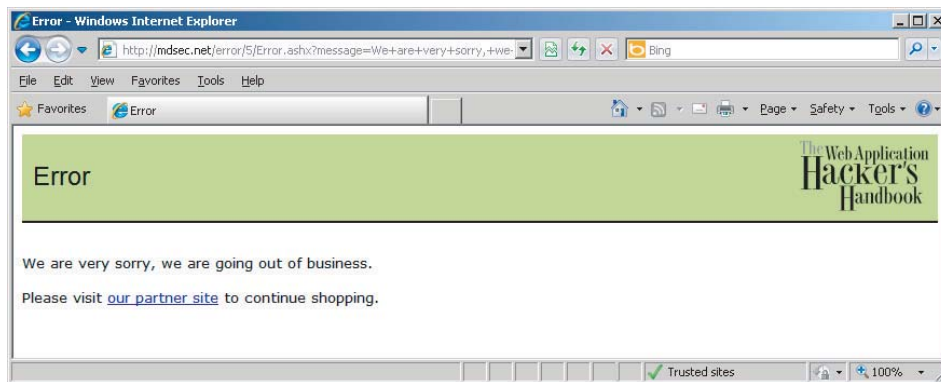 Error - Windows Internet Explorer
http://mdsec.net/error/5/Error.ashx?message=We+are+very+sorry,+we-
Bing
File Edit View Favorites Tools Help
Favorites Error Page Safety Tools
Error
The Web Application
Hacker's
Handbook
We are very sorry, we are going out of business.
Please visit our partner site to continue shopping.
Trusted sites 100%